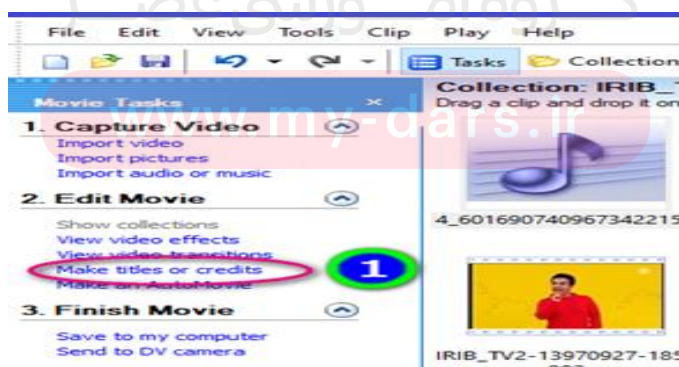 File Edit View Tools Clip Play Help
Tasks Collection
Movie Tasks
Collection: IRIB_
Drag a clip and drop it on
1. Capture Video
Import video
Import pictures
Import audio or music
2. Edit Movie
Show collections
View video effects
View video transitions
Make titles or credits
Make an AutoMovie
1
3. Finish Movie
Save to my computer
Send to DV camera
4_601690740967342215
IRIB_TV2-13970927-185
www.my-dars.ir